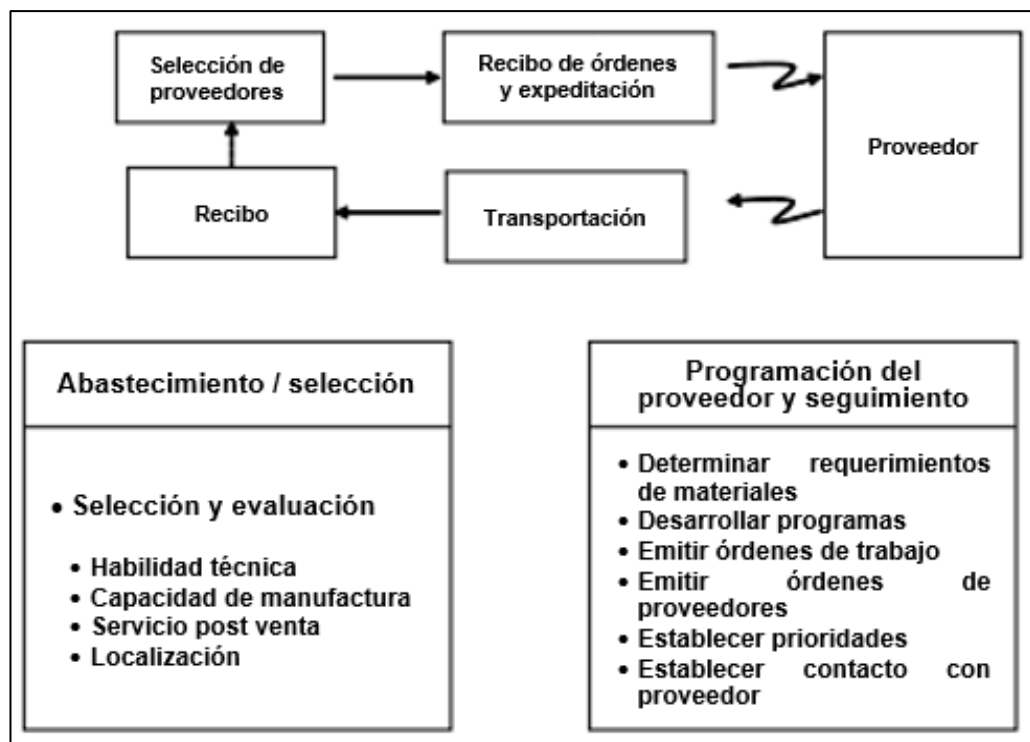 Selección de
proveedores
Recibo de órdenes
y expeditación
Proveedor
Recibo
Transportación
Abastecimiento / selección
• Selección y evaluación
• Habilidad técnica
• Capacidad de manufactura
• Servicio post venta
• Localización
Programación del
proveedor y seguimiento
• Determinar requerimientos
de materiales
• Desarrollar programas
• Emitir órdenes de trabajo
• Emitir órdenes de
proveedores
• Establecer prioridades
• Establecer contacto con
proveedor